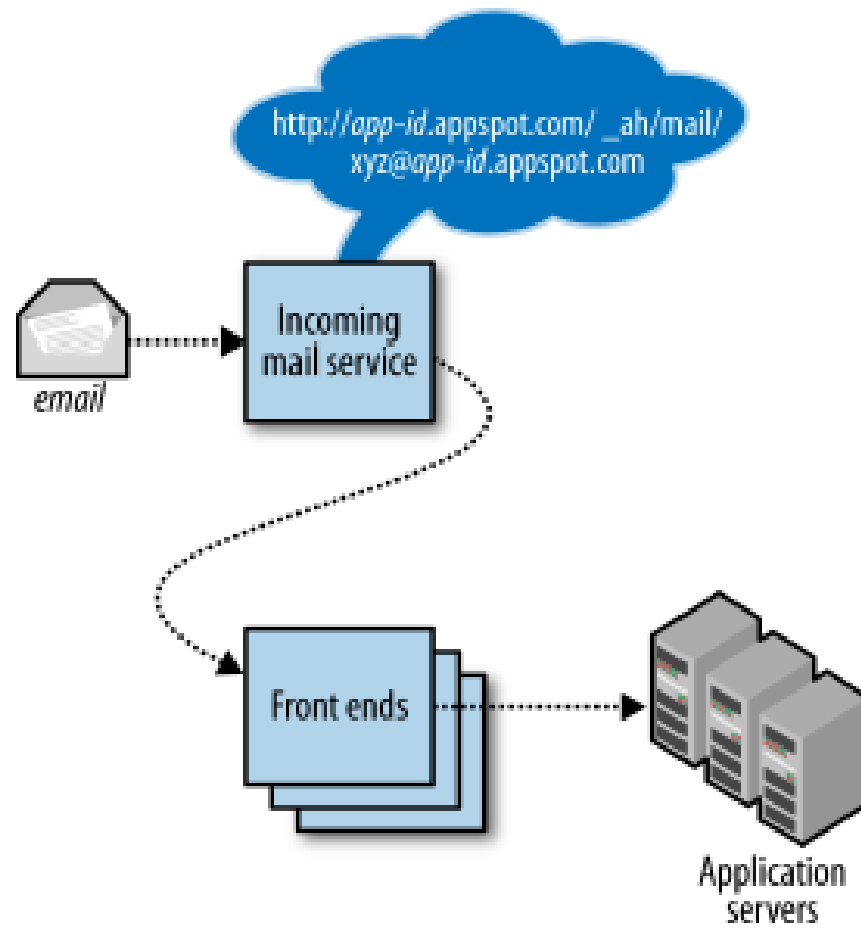 http://app-id.appspot.com/ _ah/mail/
xyz@app-id.appspot.com
Incoming
mail service
email
Front ends
Application
servers